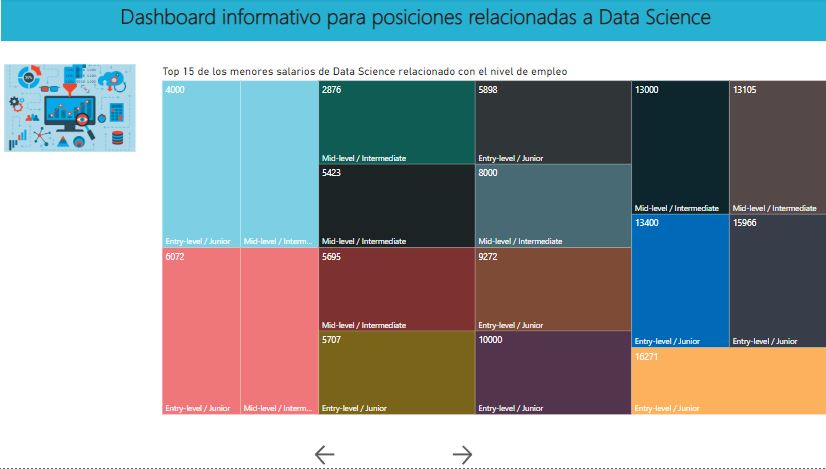 Dashboard informativo para posiciones relacionadas a Data Science
Top 15 de los menores salarios de Data Science relacionado con el nivel de empleo
4000
Entry-level / Junior
Mid-level / Interm...
6072
Entry-level / Junior
Mid-level / Interm...
2876
Mid-level / Intermediate
5423
Mid-level / Intermediate
5695
Mid-level / Intermediate
5707
Entry-level / Junior
5898
Entry-level / Junior
8000
Mid-level / Intermediate
9272
Entry-level / Junior
10000
Entry-level / Junior
13000
Mid-level / Intermediate
13105
Mid-level / Intermediate
13400
Entry-level / Junior
15966
Entry-level / Junior
16271
Entry-level / Junior